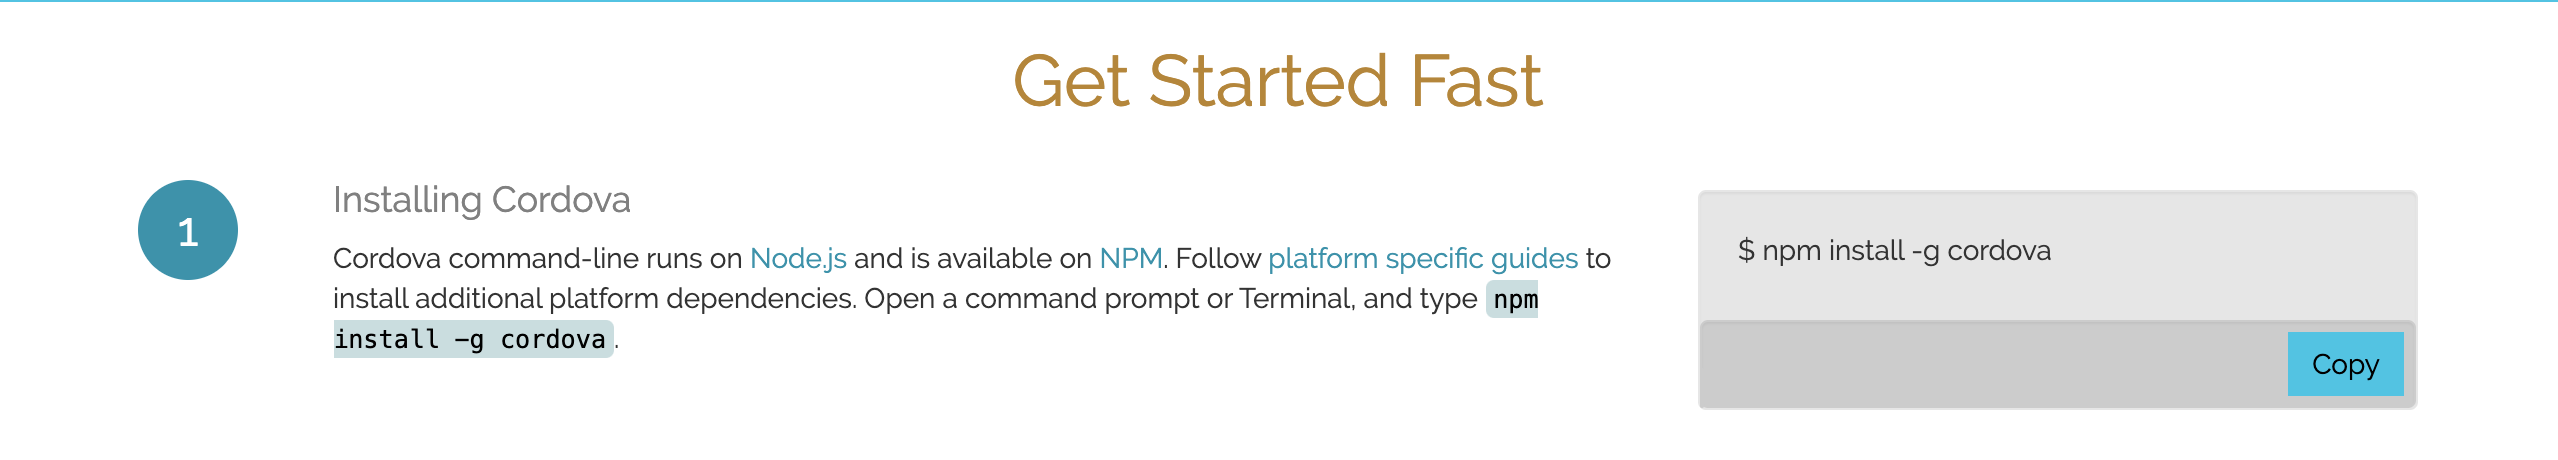 Get Started Fast
1
Installing Cordova
Cordova command-line runs on Node.js and is available on NPM. Follow platform specific guides to
install additional platform dependencies. Open a command prompt or Terminal, and type npm
install -g cordova.
$ npm install -g cordova
Copy